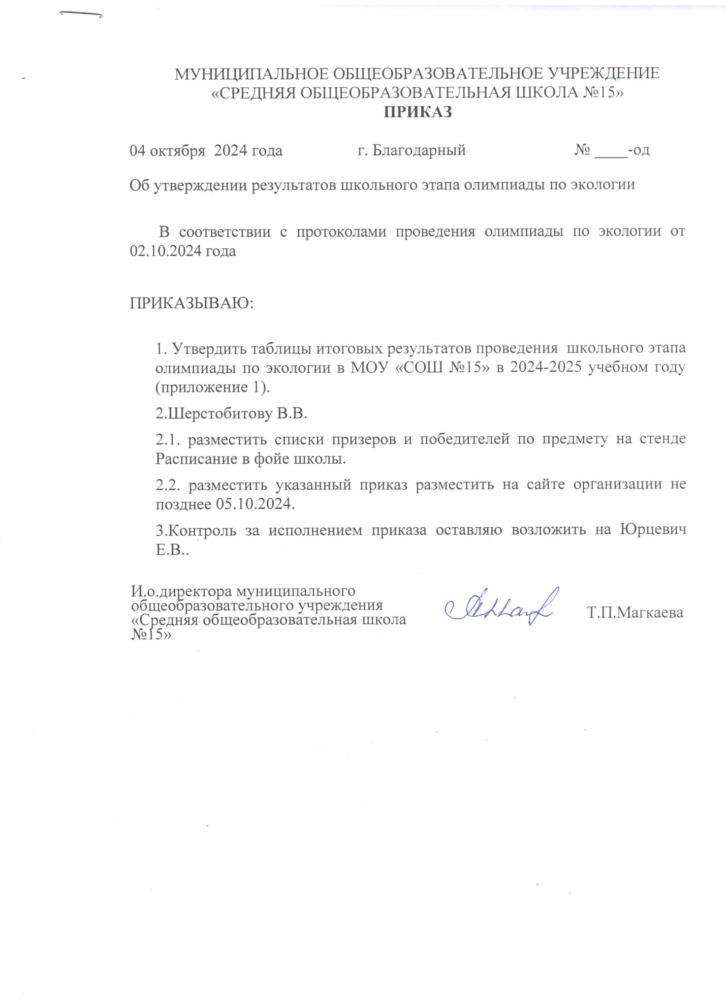 МУНИЦИПАЛЬНОЕ ОБЩЕОБРАЗОВАТЕЛЬНОЕ УЧРЕЖДЕНИЕ
«СРЕДНЯЯ ОБЩЕОБРАЗОВАТЕЛЬНАЯ ШКОЛА №15»
ПРИКАЗ
04 октября 2024 года г. Благодарный № ____-од
Об утверждении результатов школьного этапа олимпиады по экологии
В соответствии с протоколами проведения олимпиады по экологии от
02.10.2024 года
ПРИКАЗЫВАЮ:
1. Утвердить таблицы итоговых результатов проведения школьного этапа
олимпиады по экологии в МОУ «СОШ №15» в 2024-2025 учебном году
(приложение 1).
2.Шерстобитову В.В.
2.1. разместить списки призеров и победителей по предмету на стенде
Расписание в фойе школы.
2.2. разместить указанный приказ разместить на сайте организации не
позднее 05.10.2024.
3.Контроль за исполнением приказа оставляю возложить на Юрцевич
Е.В..
И.о.директора муниципального
общеобразовательного учреждения
«Средняя общеобразовательная школа
№15»
Т.П.Магкаева